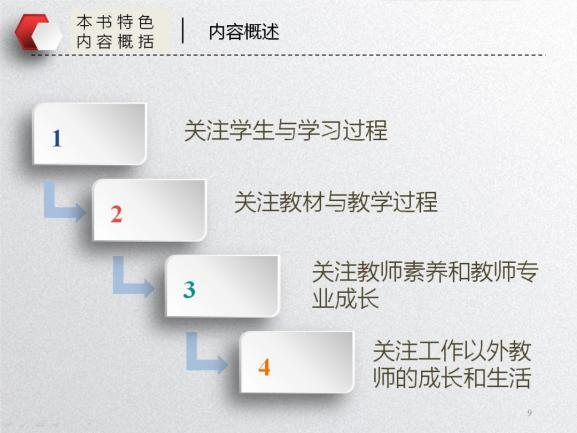 本书特色
内容概括
内容概述
1
关注学生与学习过程
2
关注教材与教学过程
3
关注教师素养和教师专
业成长
4
关注工作以外教
师的成长和生活
9